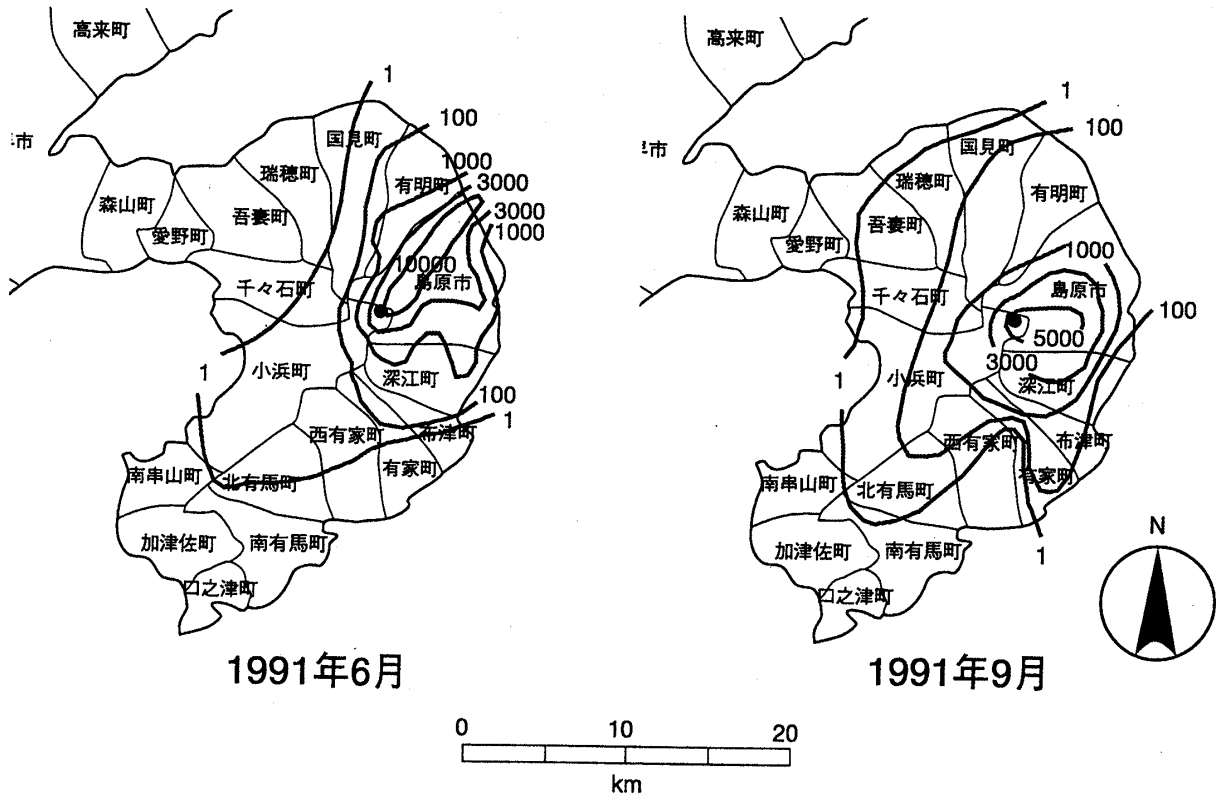 高来町
市
1
国見町
100
瑞穂町
1000
有明町
3000
森山町
吾妻町
3000
愛野町
1000
10000
千々石町
島原市
1
小浜町
深江町
100
1
西有家町
布津町
有家町
南串山町
北有馬町
加津佐町
南有馬町
口之津町
1991年6月
高来町
市
1
100
国見町
瑞穂町
有明町
森山町
吾妻町
愛野町
1000
千々石町
島原市
100
5000
3000
1
小浜町
深江町
西有家町
布津町
有家町
南串山町
北有馬町
加津佐町
南有馬町
1
口之津町
N
1991年9月
0 10 20
km